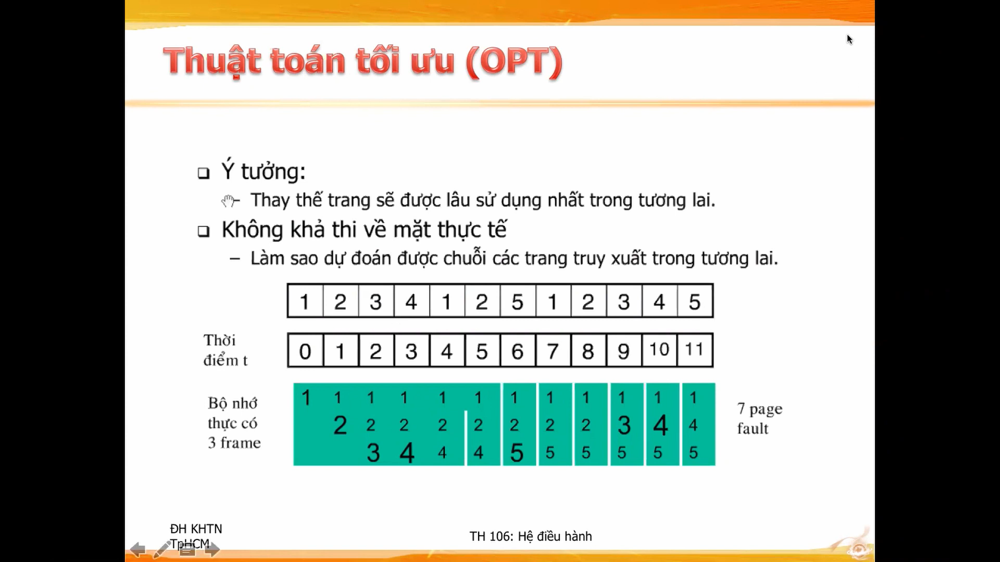 Thuật toán tối ưu (OPT)
Ý tưởng:
– Thay thế trang sẽ được lâu sử dụng nhất trong tương lai.
Không khả thi về mặt thực tế
– Làm sao dự đoán được chuỗi các trang truy xuất trong tương lai.
1 2 3 4 1 2 5 1 2 3 4 5
Thời
điểm t
0 1 2 3 4 5 6 7 8 9 10 11
Bộ nhớ
thực có
3 frame
1 1 1 1 1 1 1 1 1 1 1 1
2 2 2 2 2 2 2 2 3 4 4
3 4 4 4 5 5 5 5 5 5
7 page
fault
ĐH KHTN
TpHCM
TH 106: Hệ điều hành